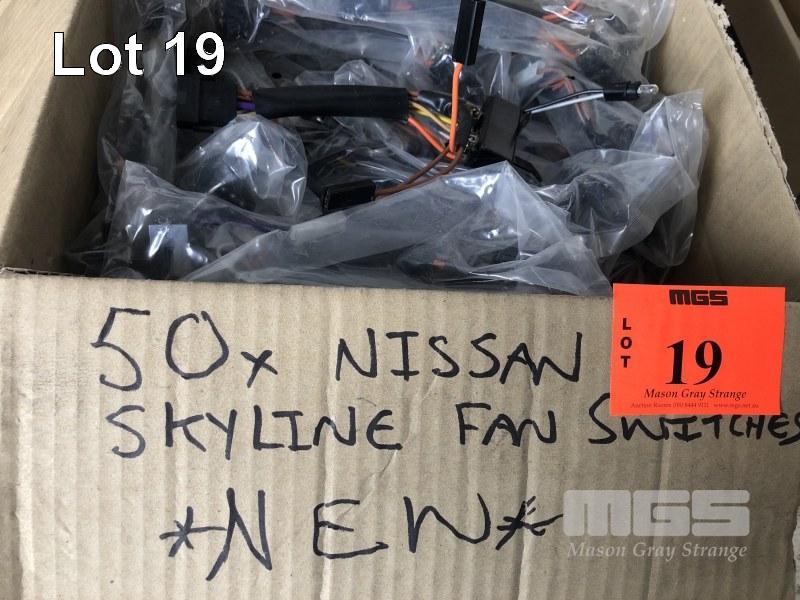 Lot 19
50x NISSAN
SKYLINE FAN SWITCHES
*NEW*
MGS
LOT
19
Mason Gray Strange
MGS
Mason Gray Strange